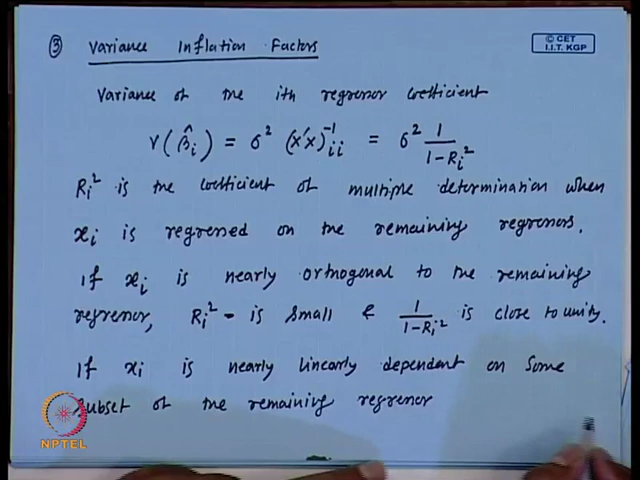 ③ Variance Inflation Factors
© CET
I.I.T. KGP
Variance of the ith regressor coefficient
V(β̂ᵢ) = σ² (x'x)⁻¹ᵢᵢ = σ² 1/(1-Rᵢ²)
Rᵢ² is the coefficient of multiple determination when
xᵢ is regressed on the remaining regressors.
If xᵢ is nearly orthogonal to the remaining
regressor, Rᵢ² - is small & 1/(1-Rᵢ²) is close to unity.
If xᵢ is nearly linearly dependent on some
subset of the remaining regressor
NPTEL